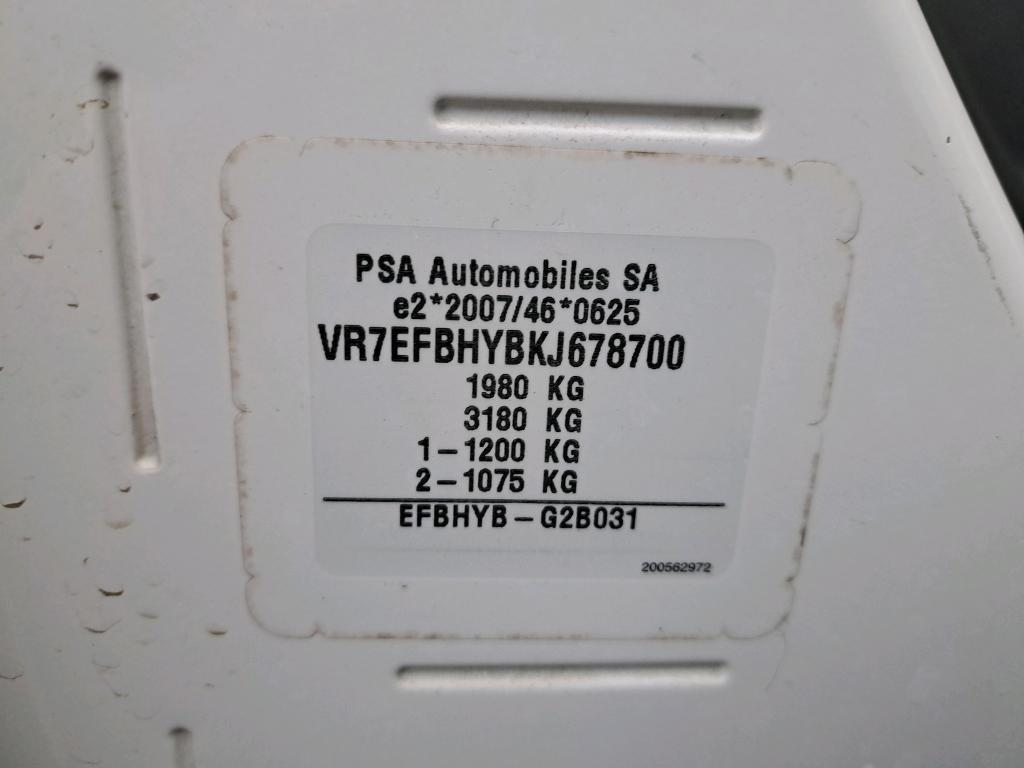 PSA Automobiles SA
e2*2007/46*0625
VR7EFBHYBKJ678700
1980 KG
3180 KG
1-1200 KG
2-1075 KG
EFBHYB-G2B031
200562972